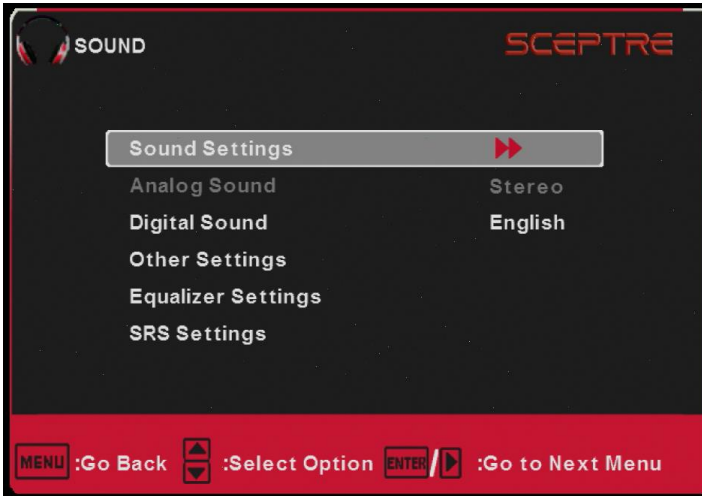 SOUND SCEPTRE
Sound Settings
Analog Sound Stereo
Digital Sound English
Other Settings
Equalizer Settings
SRS Settings
MENU :Go Back :Select Option ENTER/ :Go to Next Menu